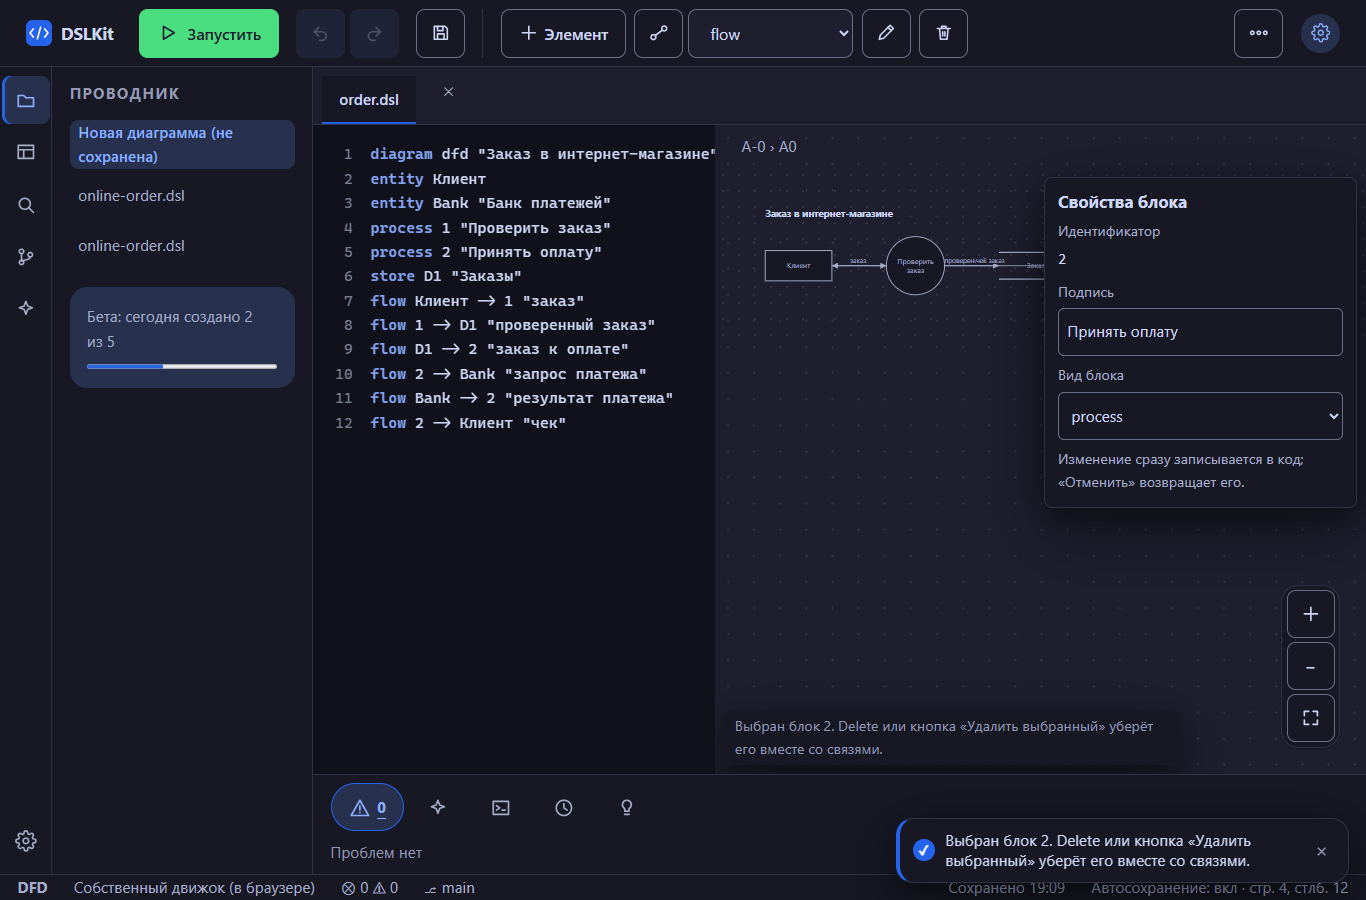 DSLKit
Запустить
Элемент
flow
ПРОВОДНИК
Новая диаграмма (не
сохранена)
online-order.dsl
online-order.dsl
Бета: сегодня создано 2
из 5
order.dsl
1 diagram dfd "Заказ в интернет-магазине"
2 entity Клиент
3 entity Bank "Банк платежей"
4 process 1 "Проверить заказ"
5 process 2 "Принять оплату"
6 store D1 "Заказы"
7 flow Клиент -> 1 "заказ"
8 flow 1 -> D1 "проверенный заказ"
9 flow D1 -> 2 "заказ к оплате"
10 flow 2 -> Bank "запрос платежа"
11 flow Bank -> 2 "результат платежа"
12 flow 2 -> Клиент "чек"
A-0 › A0
Заказ в интернет-магазине
Клиент
заказ
Проверить
заказ
Свойства блока
Идентификатор
2
Подпись
Принять оплату
Вид блока
process
Изменение сразу записывается в код;
«Отменить» возвращает его.
+
−
Выбран блок 2. Delete или кнопка «Удалить выбранный» уберёт
его вместе со связями.
0
Проблем нет
Выбран блок 2. Delete или кнопка «Удалить
выбранный» уберёт его вместе со связями.
DFD
Собственный движок (в браузере)
0
0
main
Сохранено 19:09
Автосохранение: вкл · стр. 4, стлб. 12